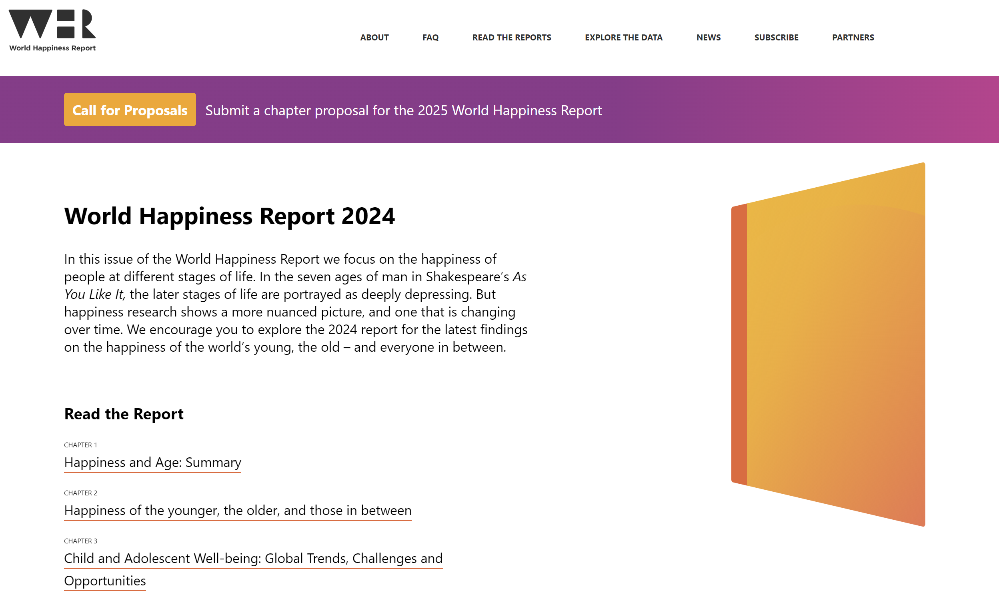 WHR
World Happiness Report
ABOUT
FAQ
READ THE REPORTS
EXPLORE THE DATA
NEWS
SUBSCRIBE
PARTNERS
Call for Proposals
Submit a chapter proposal for the 2025 World Happiness Report
World Happiness Report 2024
In this issue of the World Happiness Report we focus on the happiness of
people at different stages of life. In the seven ages of man in Shakespeare’s As
You Like It, the later stages of life are portrayed as deeply depressing. But
happiness research shows a more nuanced picture, and one that is changing
over time. We encourage you to explore the 2024 report for the latest findings
on the happiness of the world’s young, the old – and everyone in between.
Read the Report
CHAPTER 1
Happiness and Age: Summary
CHAPTER 2
Happiness of the younger, the older, and those in between
CHAPTER 3
Child and Adolescent Well-being: Global Trends, Challenges and
Opportunities